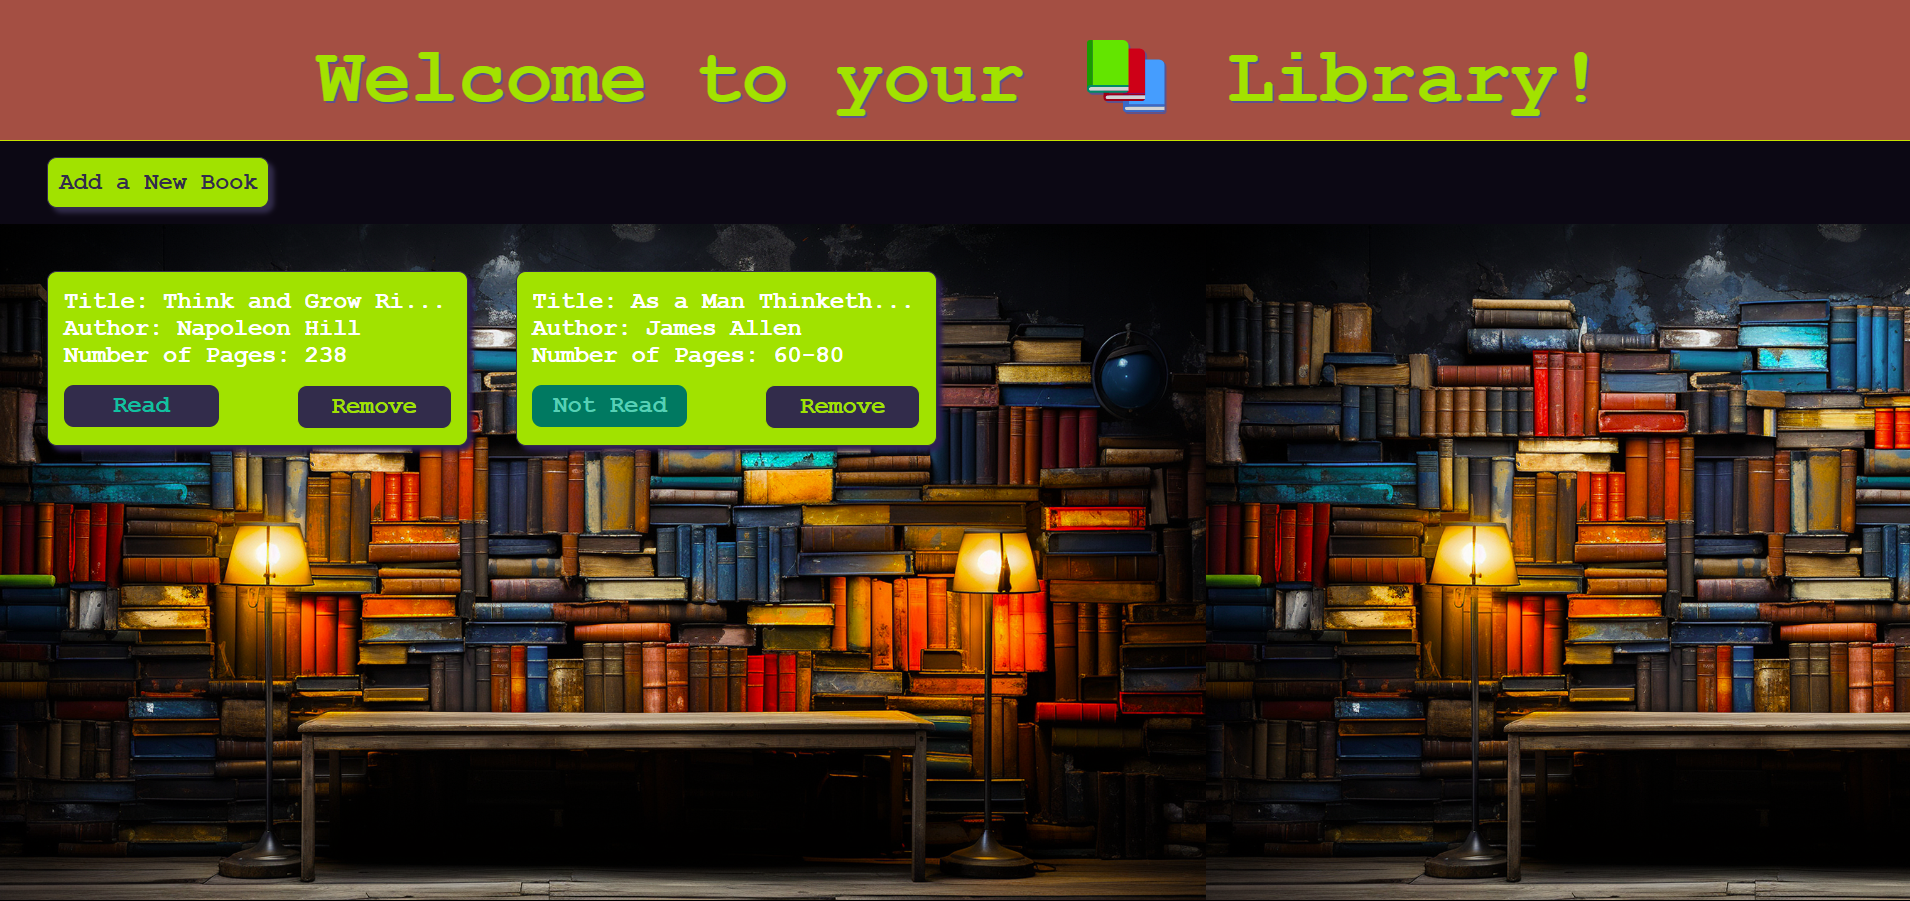 Welcome to your Library!
Add a New Book
Title: Think and Grow Ri...
Author: Napoleon Hill
Number of Pages: 238
Read Remove
Title: As a Man Thinketh...
Author: James Allen
Number of Pages: 60-80
Not Read Remove